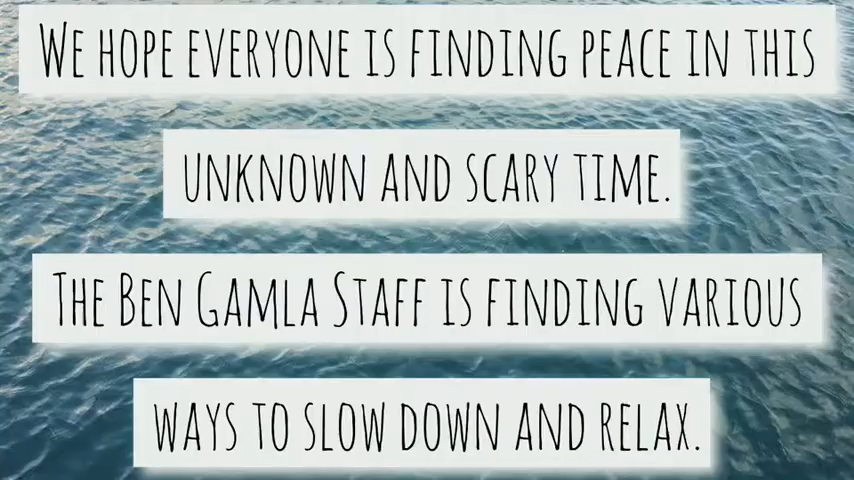 We hope everyone is finding peace in this
unknown and scary time.
The Ben Gamla Staff is finding various
ways to slow down and relax.